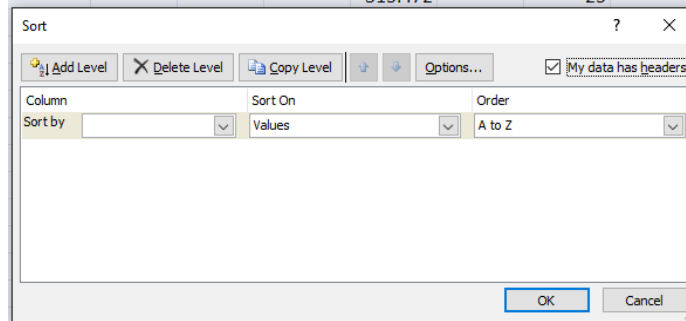 Sort ?
Add Level Delete Level Copy Level Options... My data has headers
Column Sort On Order
Sort by Values A to Z
OK Cancel